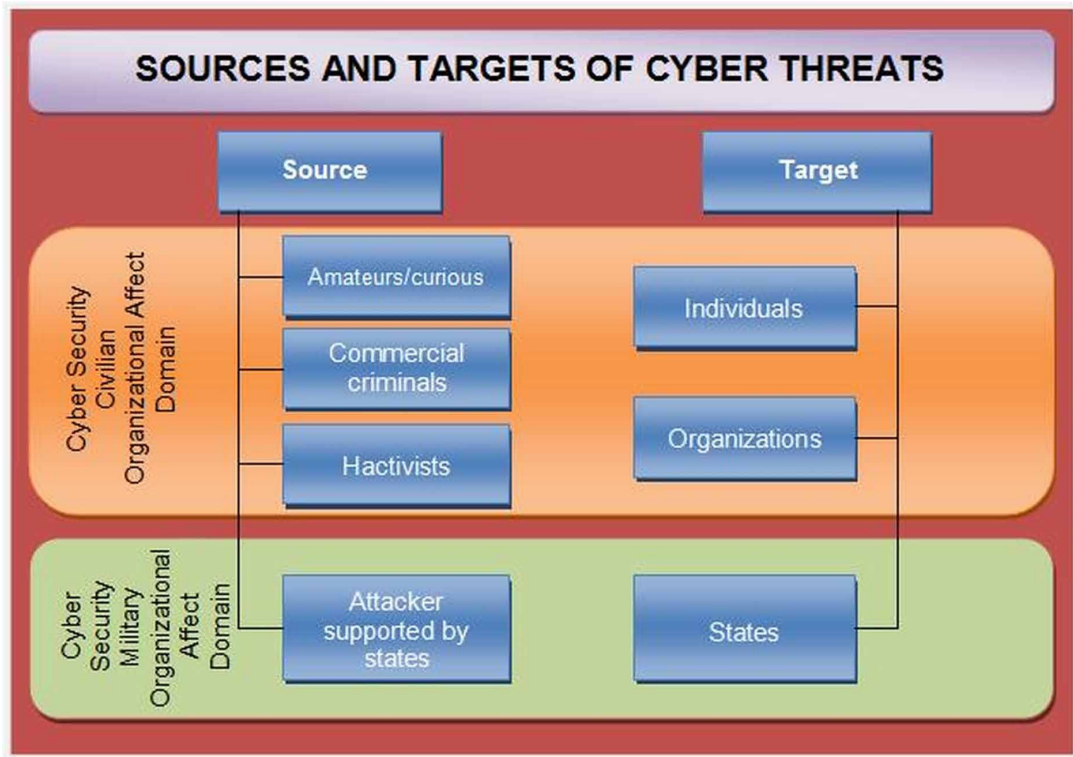 SOURCES AND TARGETS OF CYBER THREATS
Source
Target
Cyber Security
Civilian
Organizational Affect
Domain
Amateurs/curious
Commercial
criminals
Hactivists
Individuals
Organizations
Cyber
Security
Military
Organizational
Affect
Domain
Attacker
supported by
states
States